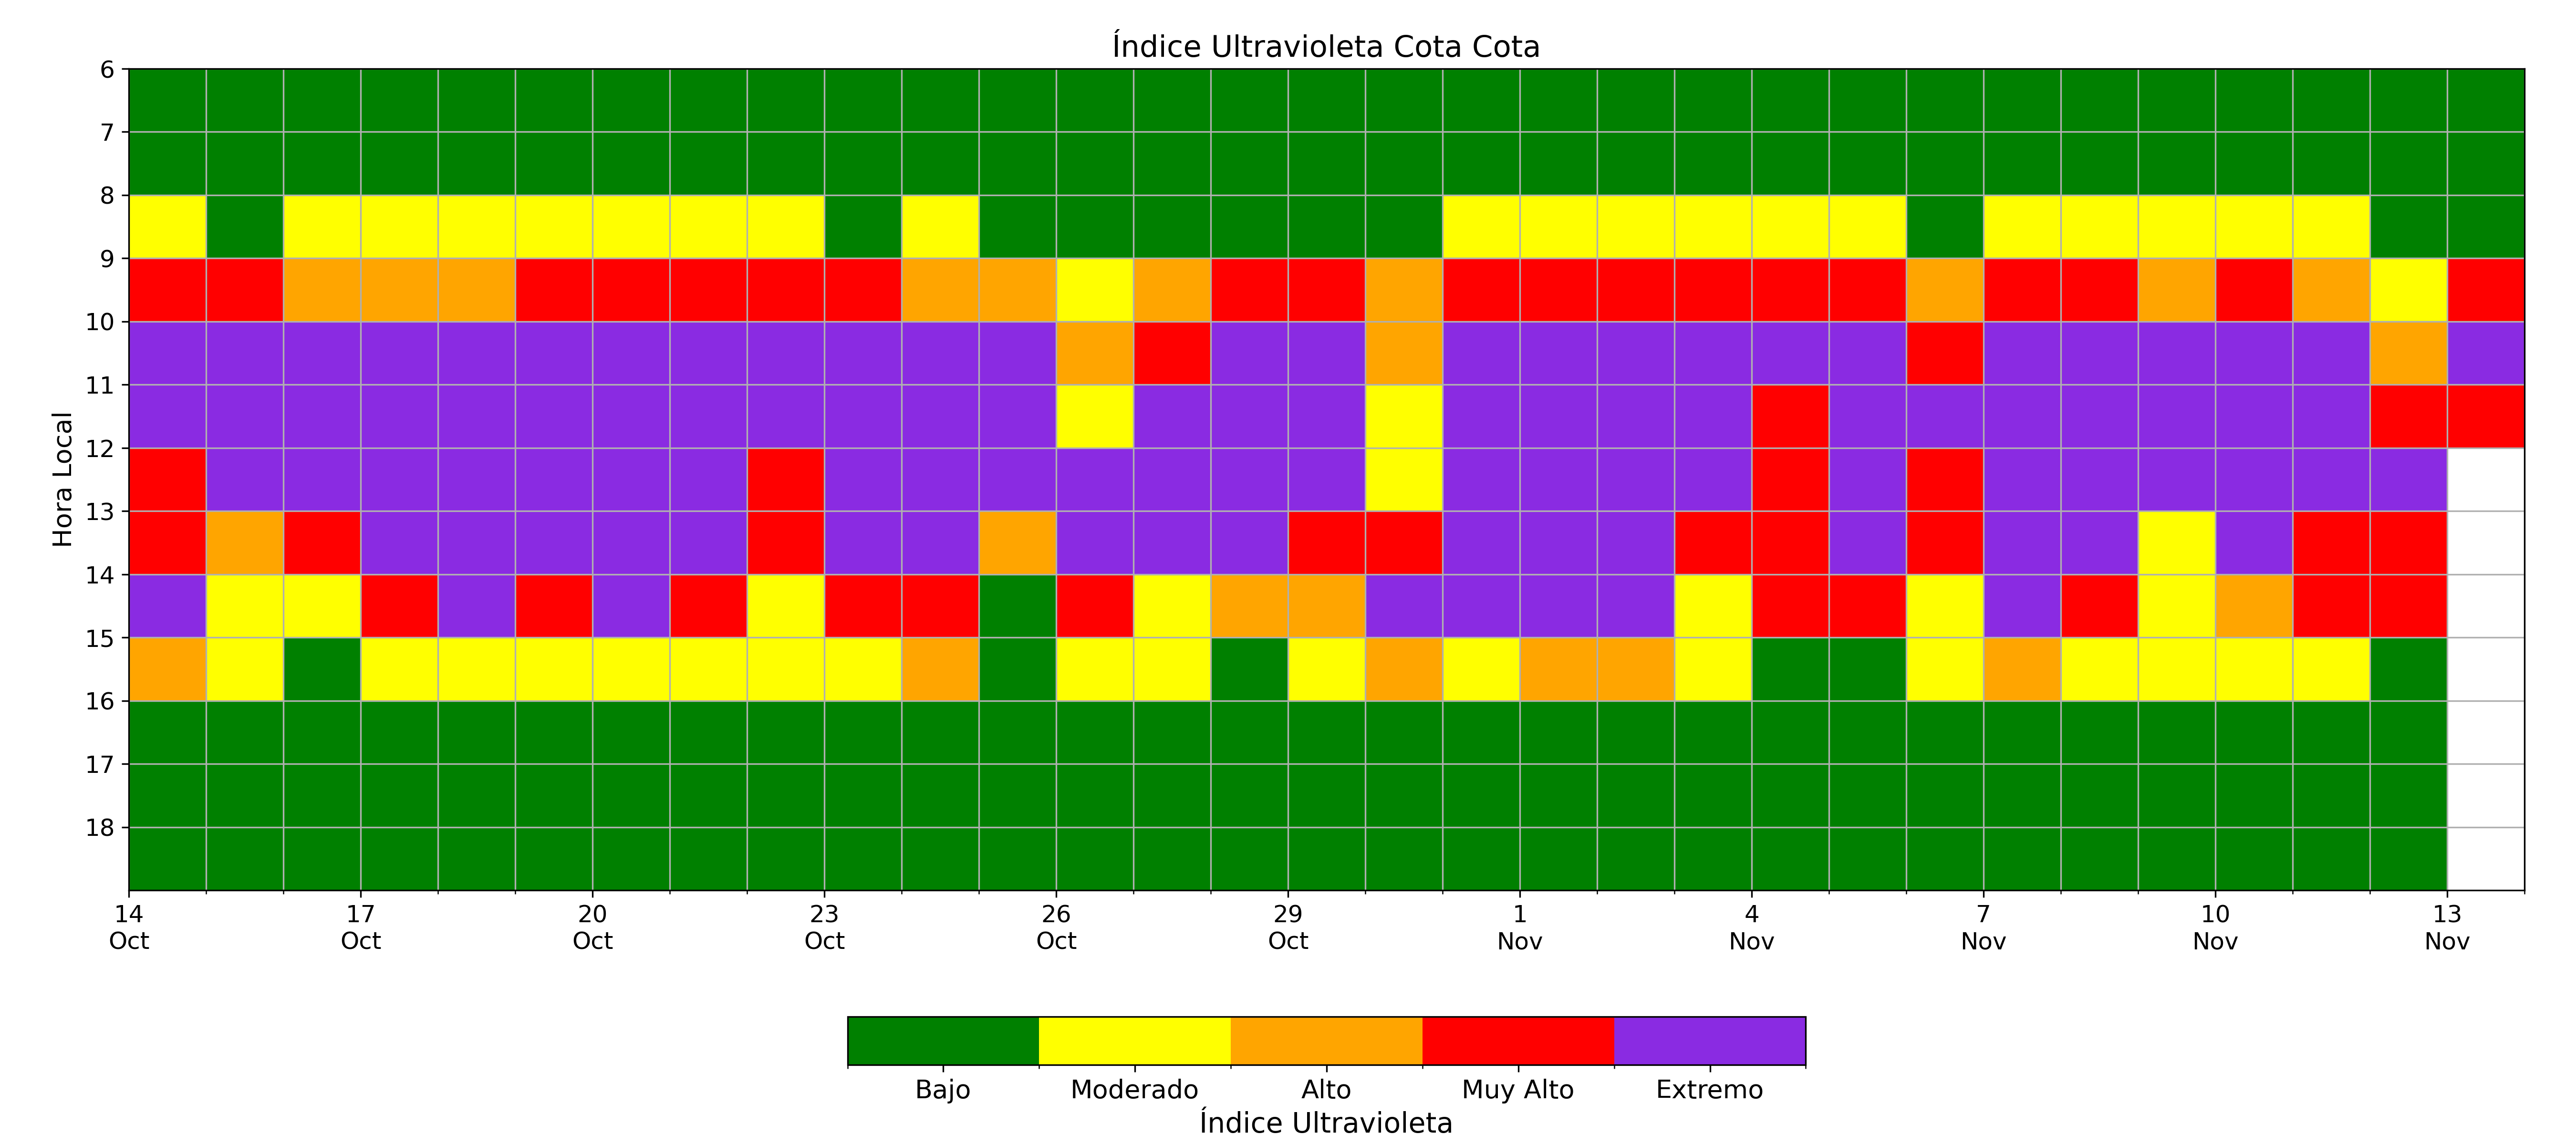 Índice Ultravioleta Cota Cota
6
7
8
9
10
11
12
13
14
15
16
17
18
Hora Local
14 17 20 23 26 29 1 4 7 10 13
Oct Oct Oct Oct Oct Oct Nov Nov Nov Nov Nov
Bajo Moderado Alto Muy Alto Extremo
Índice Ultravioleta